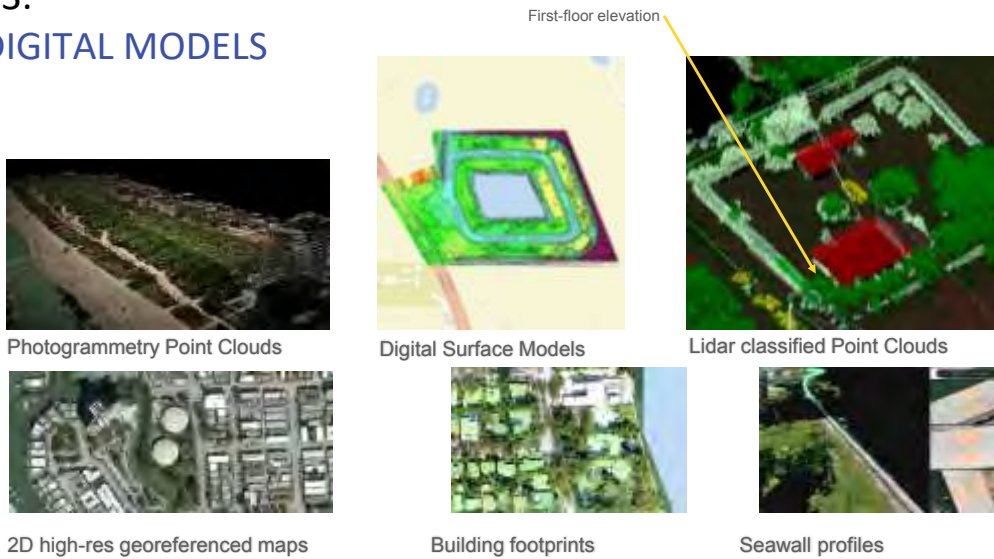 First-floor elevation
DIGITAL MODELS
Photogrammetry Point Clouds
Digital Surface Models
Lidar classified Point Clouds
2D high-res georeferenced maps
Building footprints
Seawall profiles